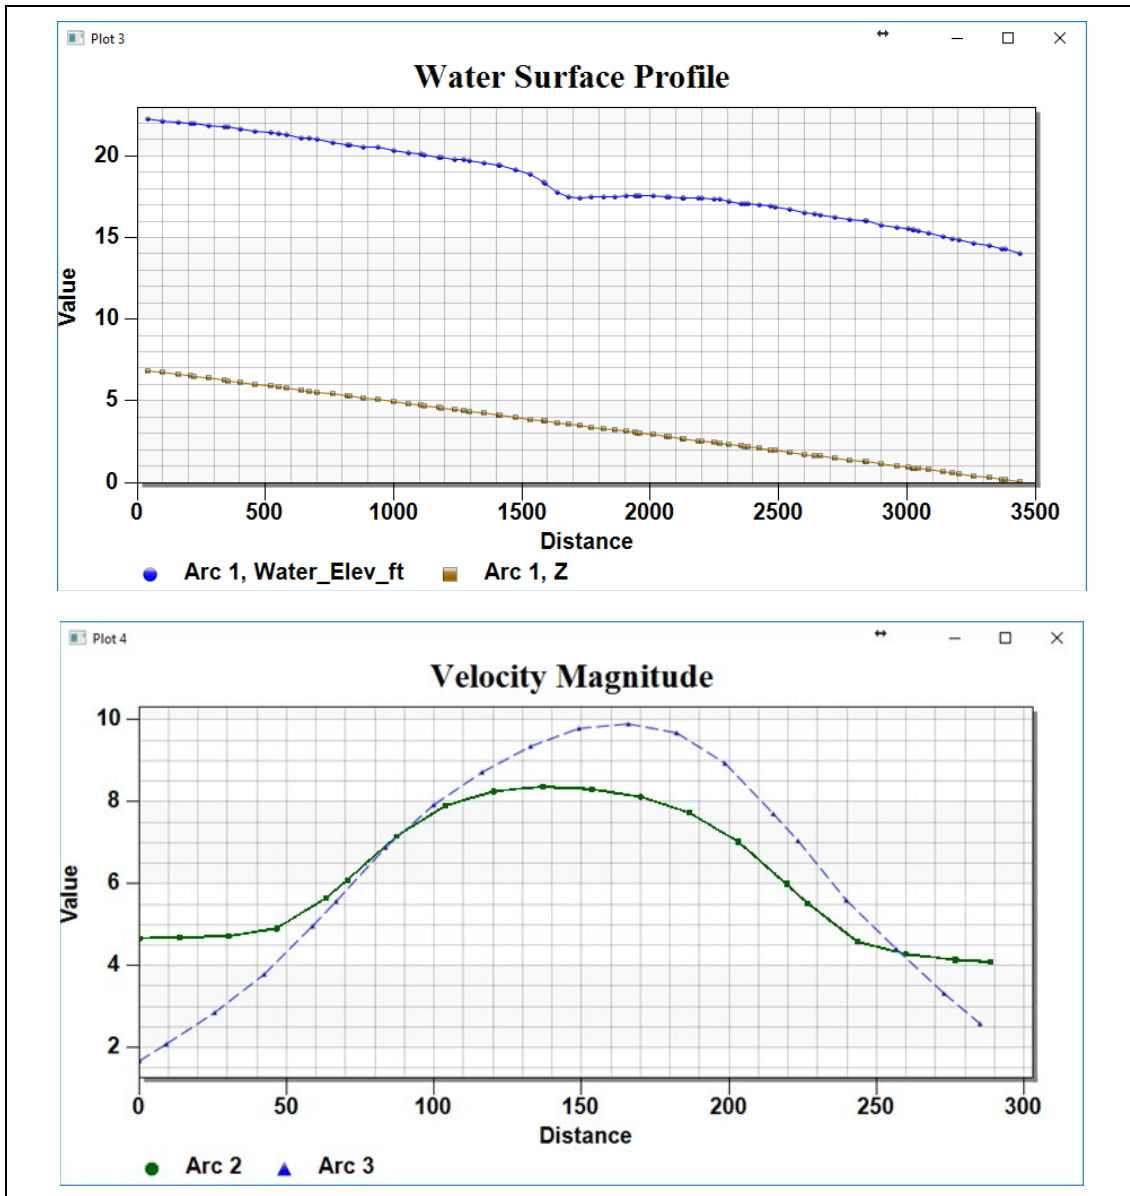 Plot 3
Water Surface Profile
20
15
10
5
0
Value
0 500 1000 1500 2000 2500 3000 3500
Distance
Arc 1, Water_Elev_ft Arc 1, Z
Plot 4
Velocity Magnitude
10
8
6
4
2
Value
0 50 100 150 200 250 300
Distance
Arc 2 Arc 3